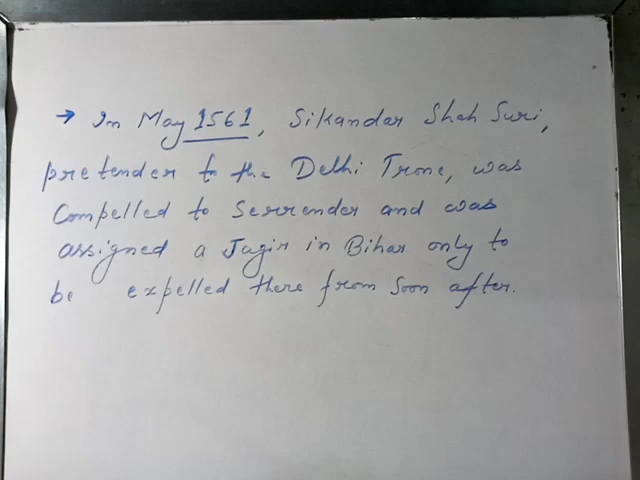 → In May 1561, Sikandar Shah Suri,
pretender to the Delhi Trone, was
Compelled to Serrender and was
assigned a Jagir in Bihar only to
be expelled there from Soon after.